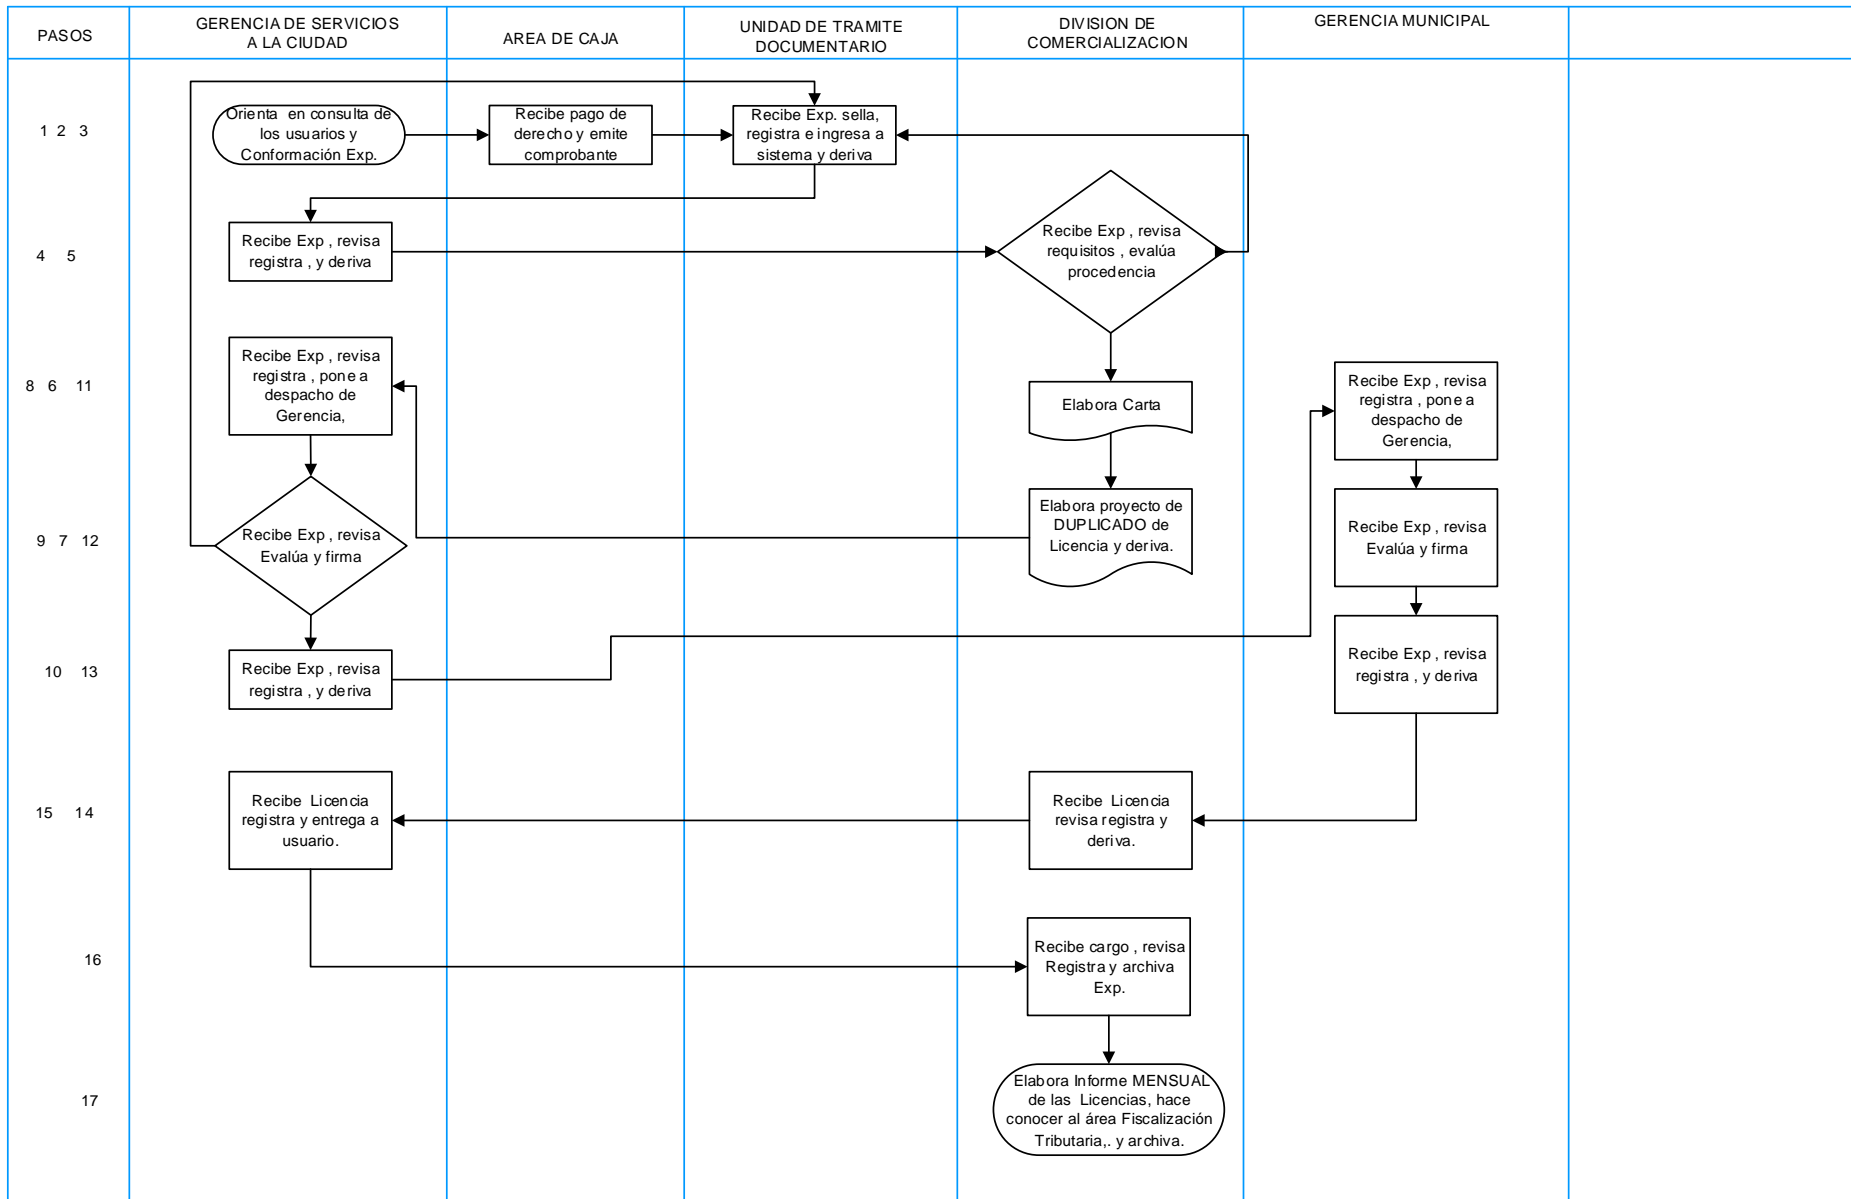 PASOS
GERENCIA DE SERVICIOS
A LA CIUDAD
AREA DE CAJA
UNIDAD DE TRAMITE
DOCUMENTARIO
DIVISION DE
COMERCIALIZACION
GERENCIA MUNICIPAL
1 2 3
Orienta en consulta de
los usuarios y
Conformación Exp.
Recibe pago de
derecho y emite
comprobante
Recibe Exp. sella,
registra e ingresa a
sistema y deriva
4 5
Recibe Exp , revisa
registra , y deriva
Recibe Exp , revisa
requisitos , evalúa
procedencia
8 6 11
Recibe Exp , revisa
registra , pone a
despacho de
Gerencia,
Elabora Carta
Recibe Exp , revisa
registra , pone a
despacho de
Gerencia,
9 7 12
Recibe Exp , revisa
Evalúa y firma
Elabora proyecto de
DUPLICADO de
Licencia y deriva.
Recibe Exp , revisa
Evalúa y firma
10 13
Recibe Exp , revisa
registra , y deriva
Recibe Exp , revisa
registra , y deriva
15 14
Recibe Licencia
registra y entrega a
usuario.
Recibe Licencia
revisa registra y
deriva.
16
Recibe cargo , revisa
Registra y archiva
Exp.
17
Elabora Informe MENSUAL
de las Licencias, hace
conocer al área Fiscalización
Tributaria,. y archiva.